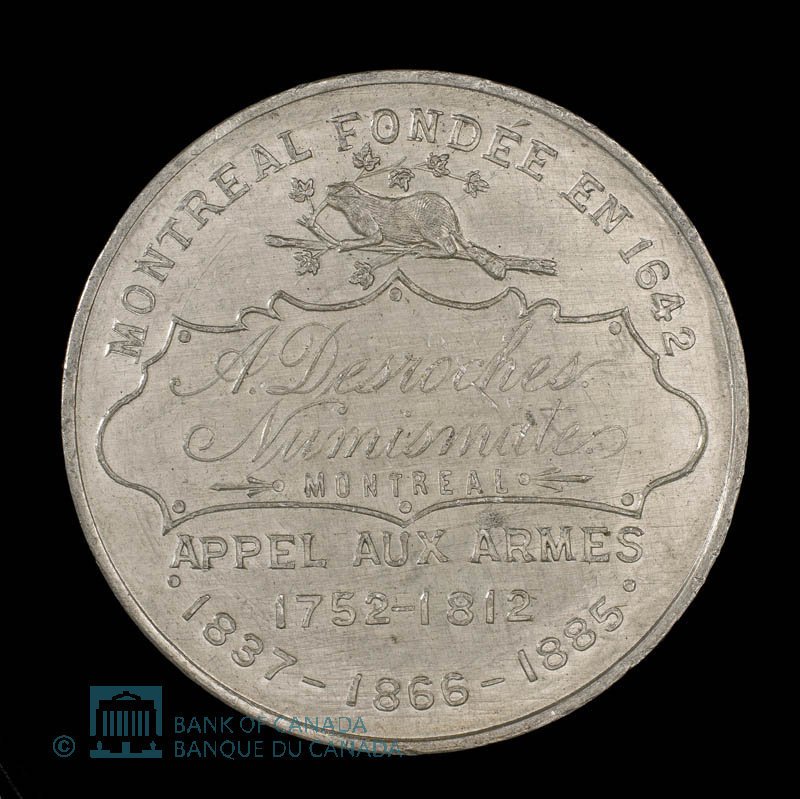 MONTREAL FONDÉE EN 1642
A. Desroches.
Numismate.
MONTREAL
APPEL AUX ARMES
1752-1812
1837-1866-1885
© BANK OF CANADA
BANQUE DU CANADA